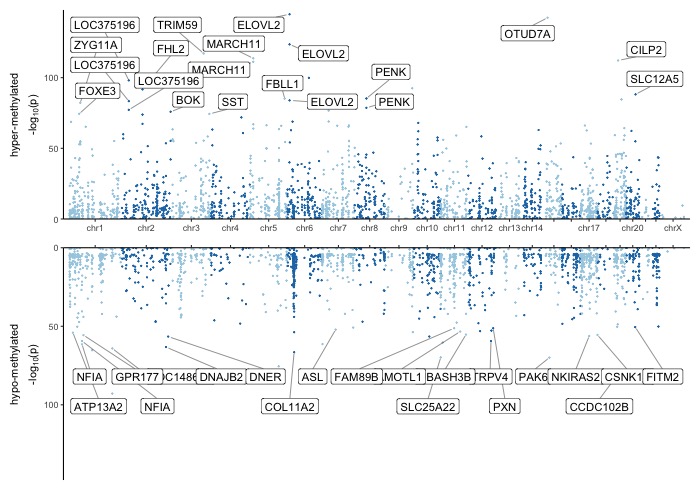 LOC375196
TRIM59
ELOVL2
OTUD7A
ZYG11A
FHL2
MARCH11
ELOVL2
CILP2
LOC375196
MARCH11
PENK
LOC375196
FBLL1
SLC12A5
FOXE3
BOK
SST
ELOVL2
PENK
hyper-methylated
-log10(p)
100
50
0
chr1 chr2 chr3 chr4 chr5 chr6 chr7 chr8 chr9 chr10 chr11 chr12 chr13 chr14 chr17 chr20 chrX
hypo-methylated
-log10(p)
0
50
100
NFIA GPR177 DNAJB2 DNER ASL FAM89B AMOTL1 BASH3B TRPV4 PAK6 NKIRAS2 CSNK1 FITM2
ATP13A2 NFIA COL11A2 SLC25A22 PXN CCDC102B